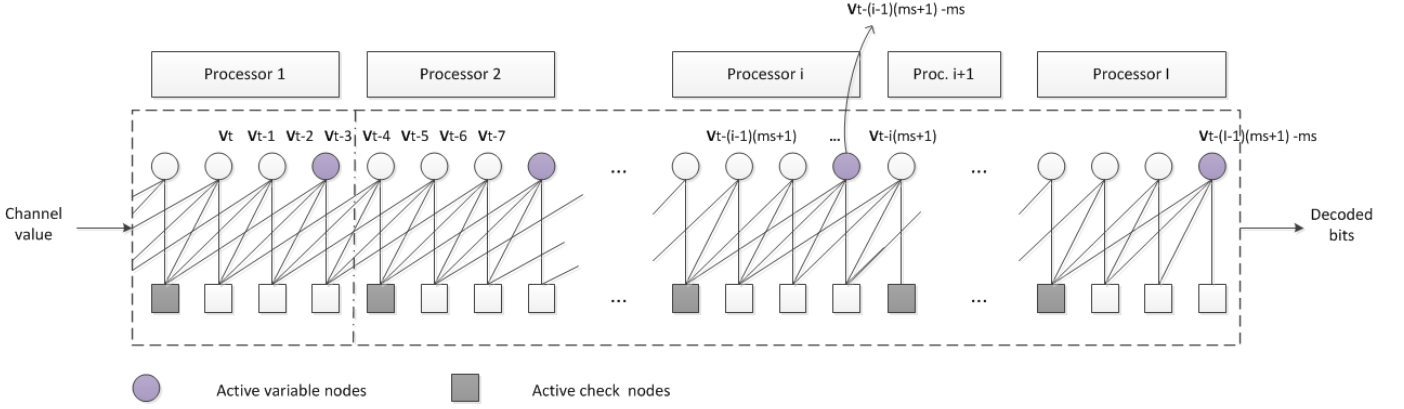 Vt-(i-1)(ms+1) -ms
Processor 1
Processor 2
Processor i
Proc. i+1
Processor I
Vt Vt-1 Vt-2 Vt-3 Vt-4 Vt-5 Vt-6 Vt-7
Vt-(i-1)(ms+1) ... Vt-i(ms+1)
Vt-(I-1)(ms+1) -ms
... ...
Channel
value
Decoded
bits
... ...
Active variable nodes
Active check nodes